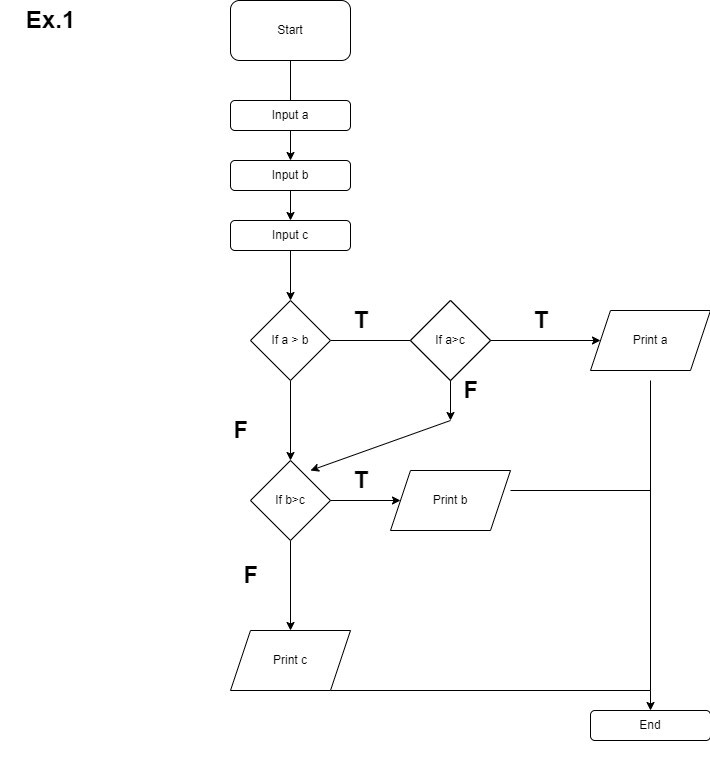 Ex.1
Start
Input a
Input b
Input c
If a > b
T
If a>c
T
Print a
F
F
If b>c
T
Print b
F
Print c
End